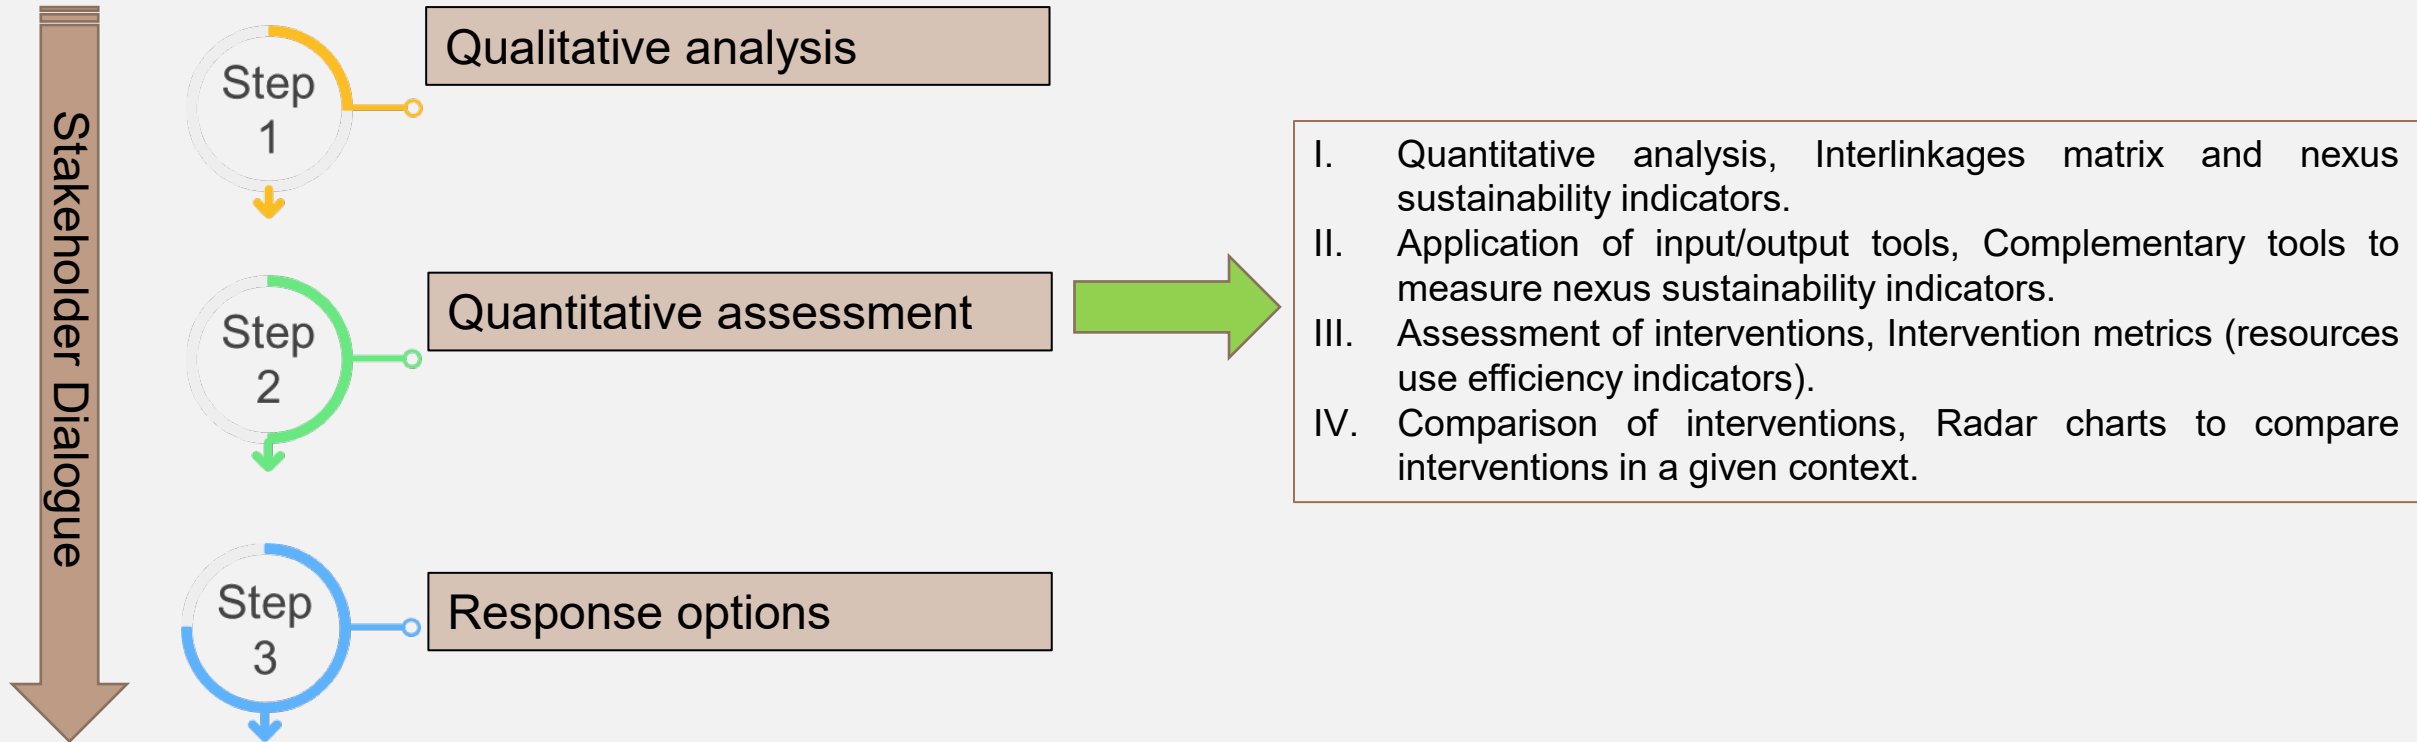 Stakeholder Dialogue
Step
1
Qualitative analysis
Step
2
Quantitative assessment
Step
3
Response options
I. Quantitative analysis, Interlinkages matrix and nexus
sustainability indicators.
II. Application of input/output tools, Complementary tools to
measure nexus sustainability indicators.
III. Assessment of interventions, Intervention metrics (resources
use efficiency indicators).
IV. Comparison of interventions, Radar charts to compare
interventions in a given context.